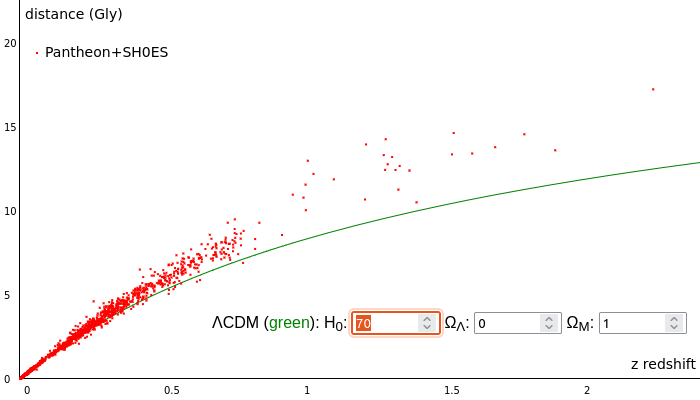 distance (Gly)
20
Pantheon+SH0ES
15
10
5
ΛCDM (green): H0: 70 ΩΛ: 0 ΩM: 1
z redshift
0
0 0.5 1 1.5 2